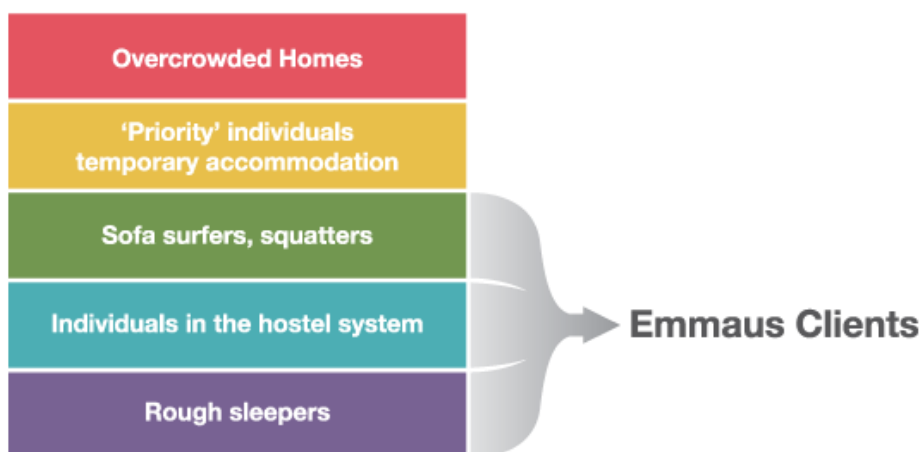 Overcrowded Homes
‘Priority’ individuals
temporary accommodation
Sofa surfers, squatters
Individuals in the hostel system
Rough sleepers
Emmaus Clients